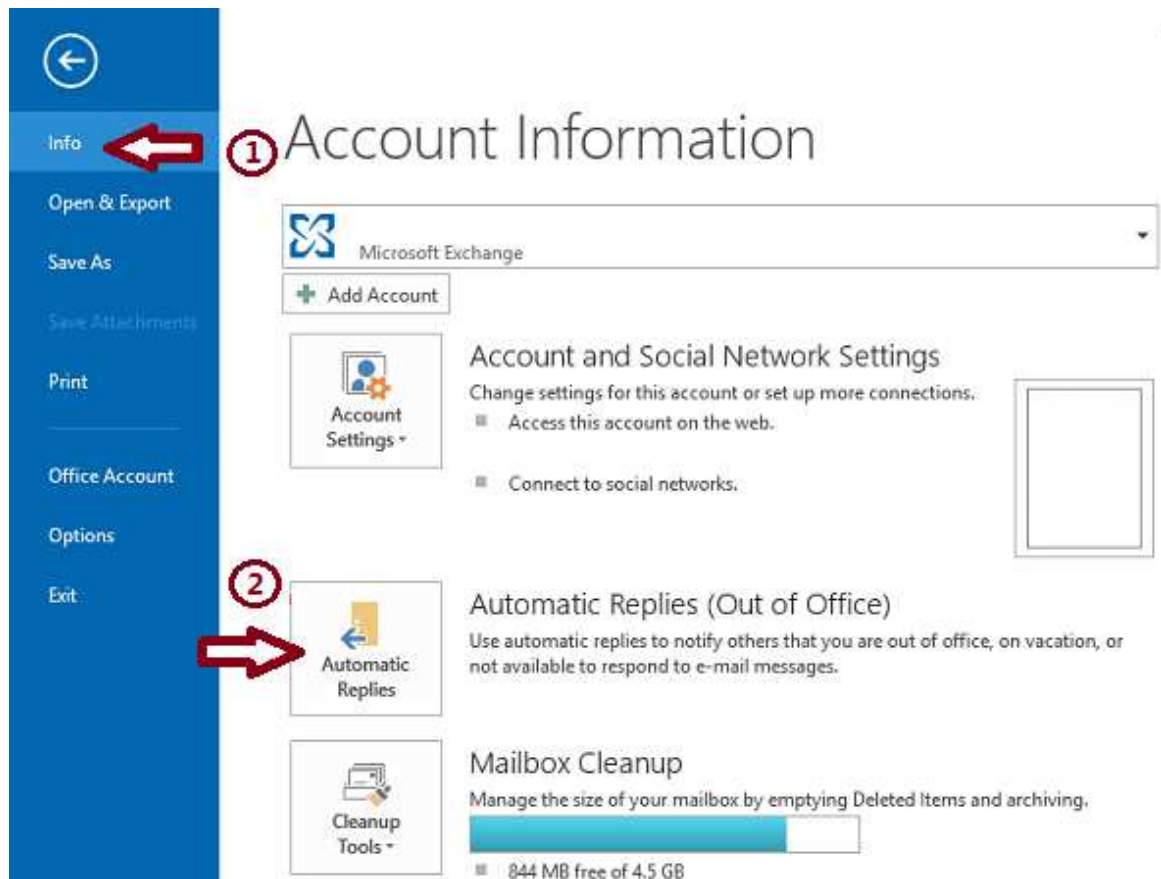 Info
1
Account Information
Open & Export
Save As
Save Attachments
Print
Office Account
Options
Exit
Microsoft Exchange
Add Account
Account
Settings
Account and Social Network Settings
Change settings for this account or set up more connections.
Access this account on the web.
Connect to social networks.
2
Automatic
Replies
Automatic Replies (Out of Office)
Use automatic replies to notify others that you are out of office, on vacation, or
not available to respond to e-mail messages.
Cleanup
Tools
Mailbox Cleanup
Manage the size of your mailbox by emptying Deleted Items and archiving.
844 MB free of 4.5 GB